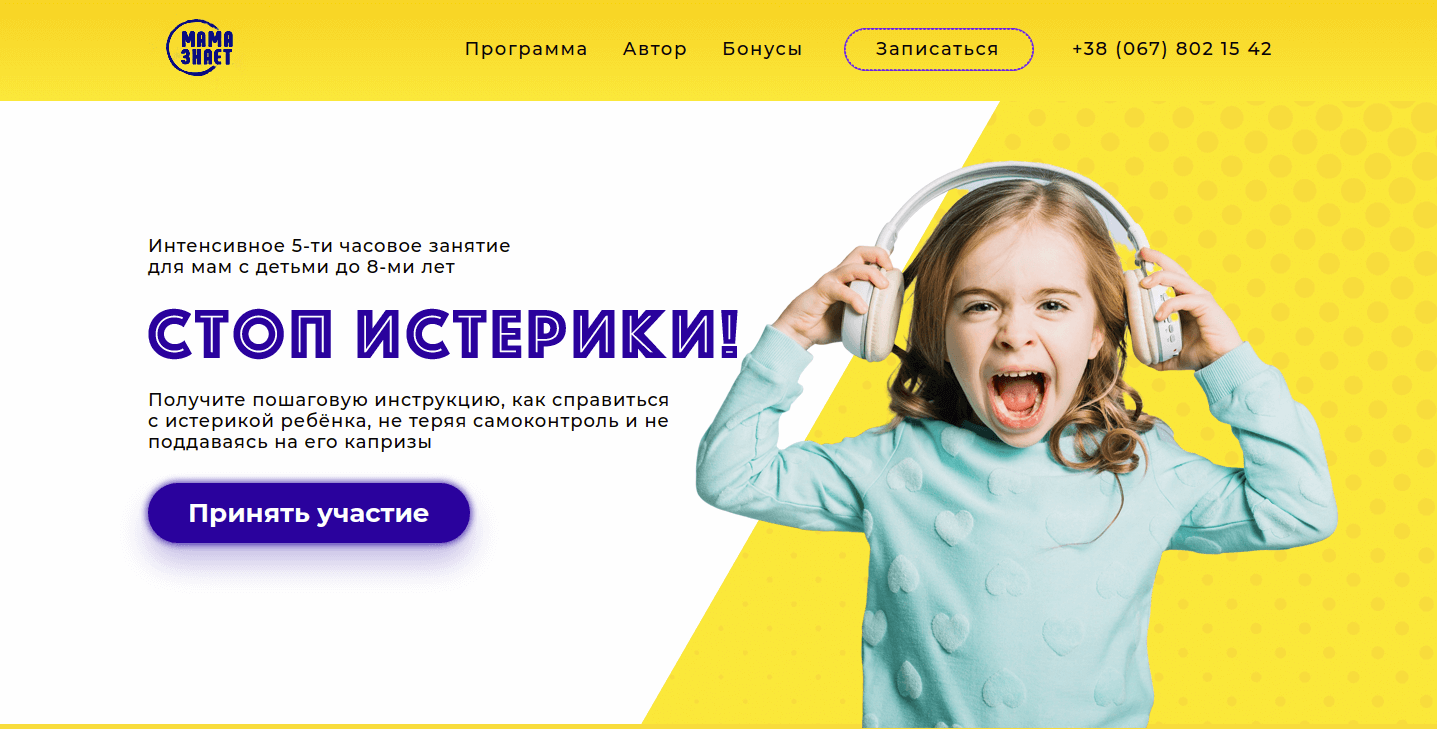 МАМА
ЗНАЕТ
Программа
Автор
Бонусы
Записаться
+38 (067) 802 15 42
Интенсивное 5-ти часовое занятие
для мам с детьми до 8-ми лет
СТОП ИСТЕРИКИ!
Получите пошаговую инструкцию, как справиться
с истерикой ребёнка, не теряя самоконтроль и не
поддаваясь на его капризы
Принять участие